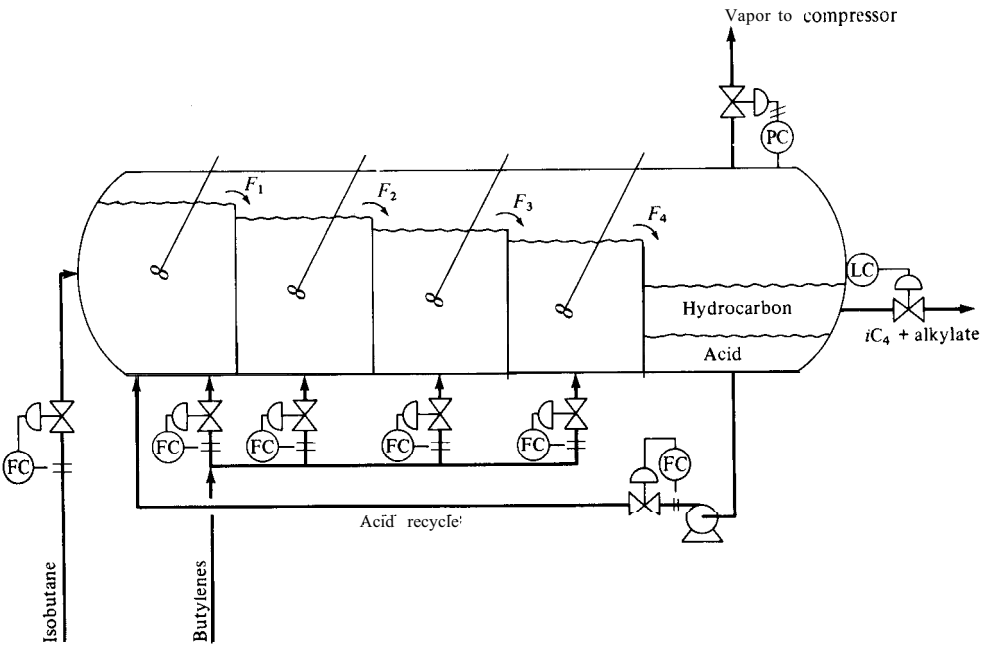 Vapor to compressor
PC
F1
F2
F3
F4
LC
Hydrocarbon
iC4 + alkylate
Acid
FC
FC
FC
FC
FC
FC
Acid recycle
Isobutane
Butylenes